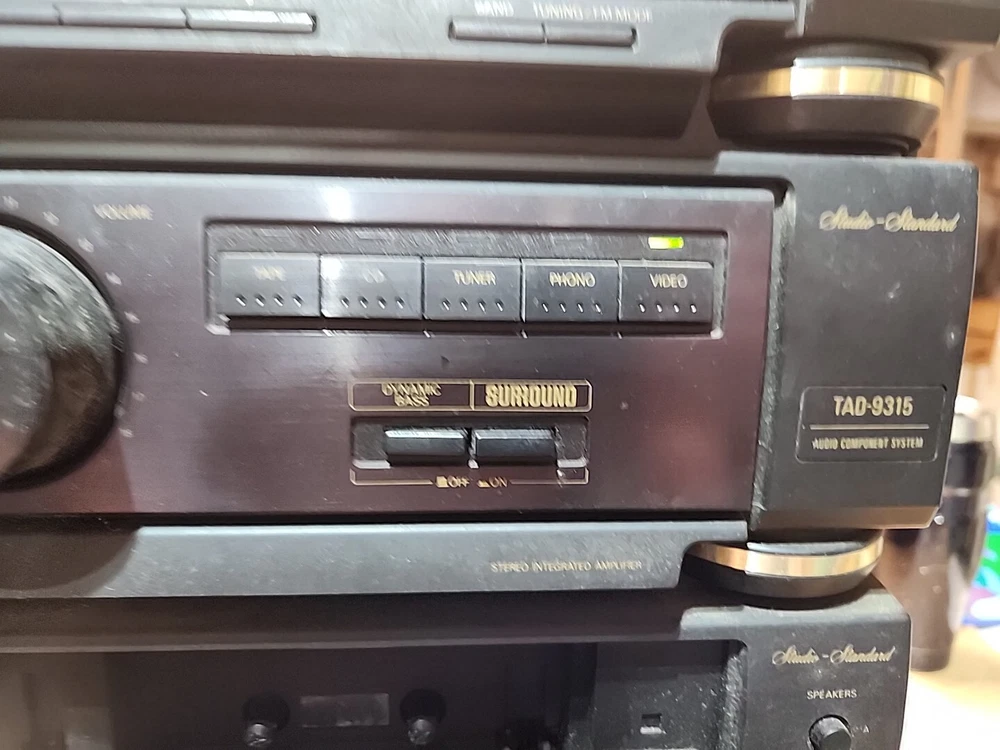 BAND TUNING/FM MODE
VOLUME
Studio-Standard
TAPE CD TUNER PHONO VIDEO
DYNAMIC
BASS
SURROUND
TAD-9315
AUDIO COMPONENT SYSTEM
OFF ON
STEREO INTEGRATED AMPLIFIER
Studio-Standard
SPEAKERS
A